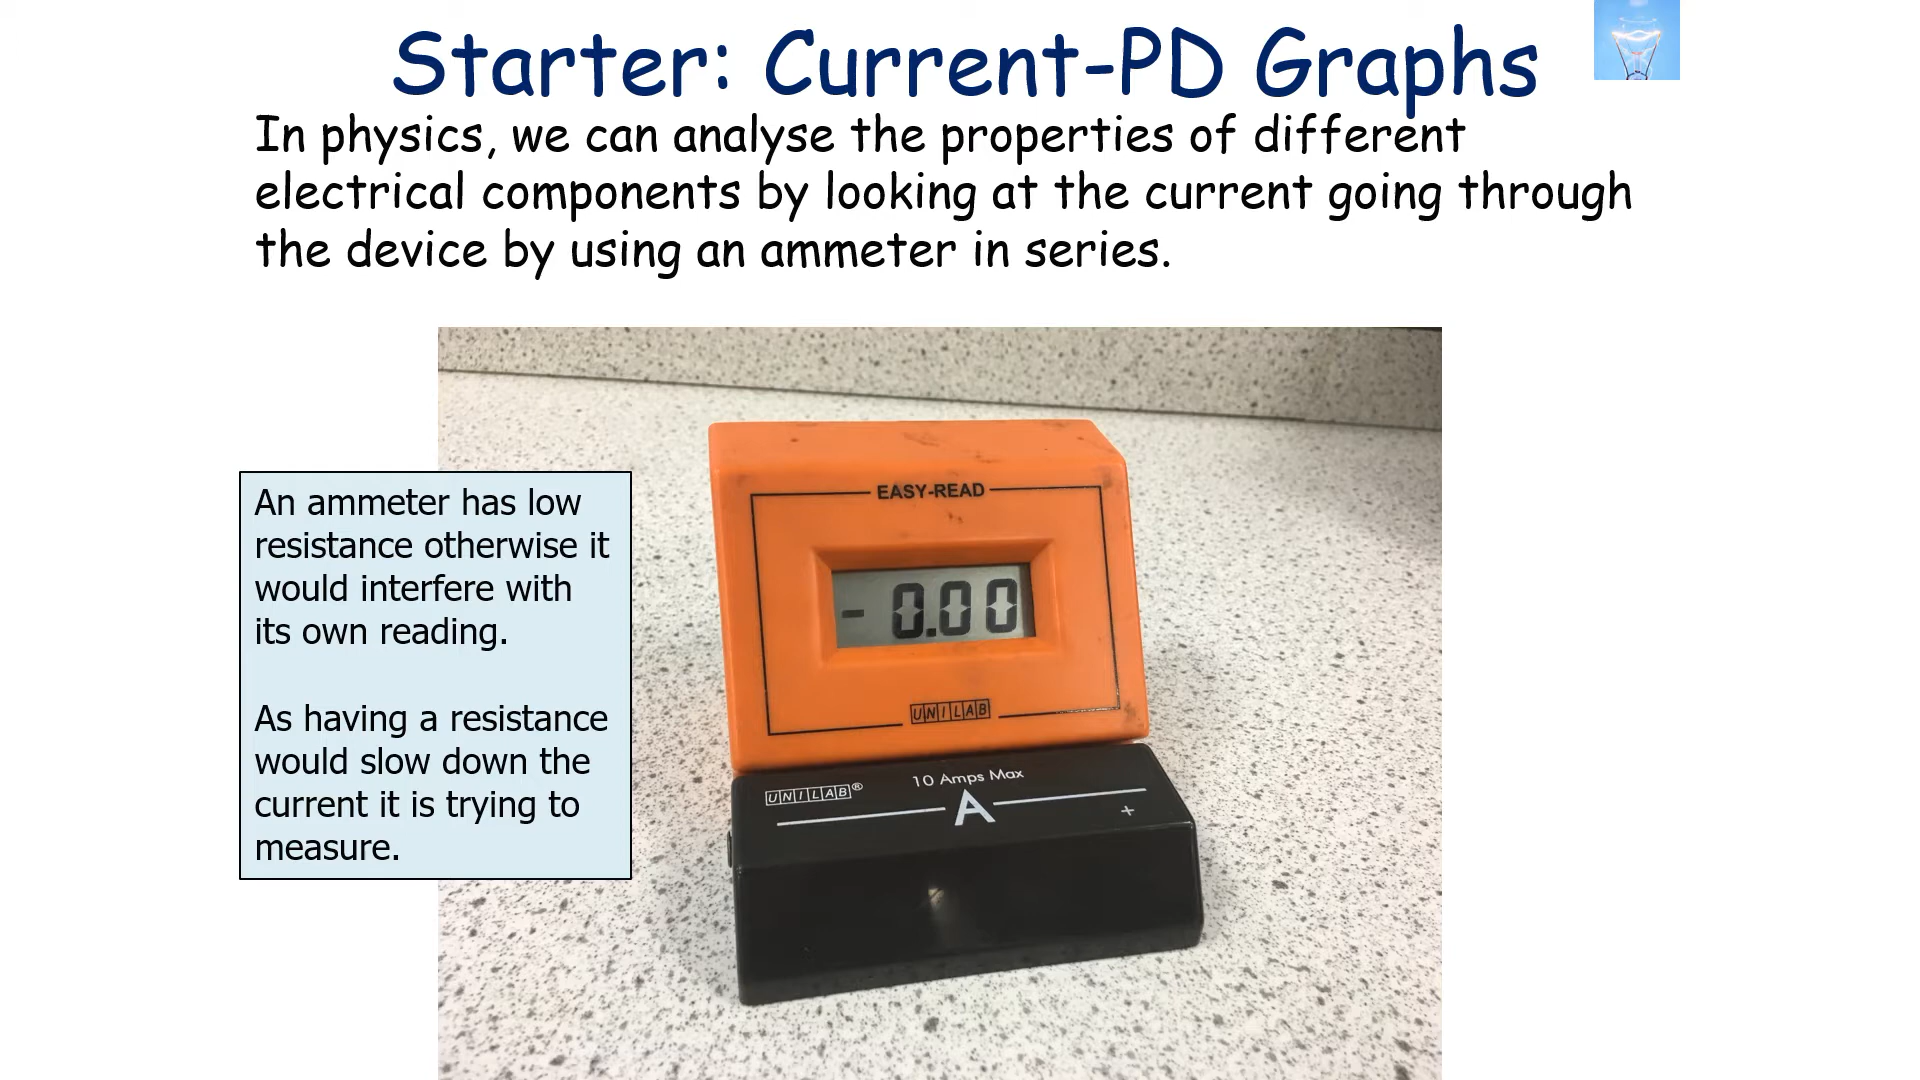 Starter: Current-PD Graphs
In physics, we can analyse the properties of different
electrical components by looking at the current going through
the device by using an ammeter in series.
An ammeter has low
resistance otherwise it
would interfere with
its own reading.
As having a resistance
would slow down the
current it is trying to
measure.
EASY-READ
- 0.00
UNILAB
UNILAB®
10 Amps Max
A
+